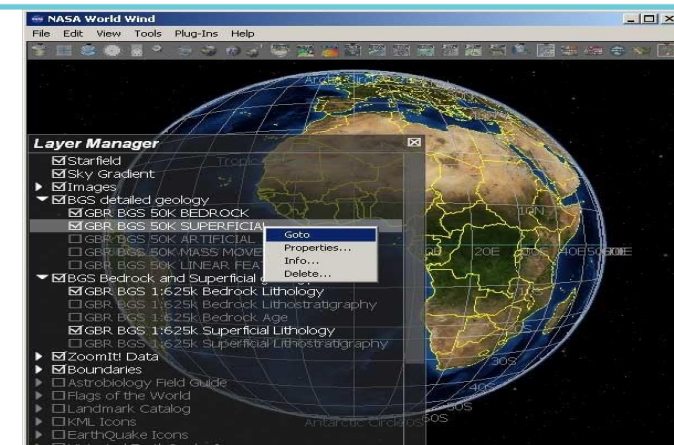 NASA World Wind
File Edit View Tools Plug-Ins Help
Arctic Circle
Layer Manager
Starfield
Tropic
Sky Gradient
Images
BGS detailed geology
GBR BGS 50K BEDROCK
10N
GBR BGS 50K SUPERFICIAL
Goto
GBR BGS 50K ARTIFICIAL
Properties...
20E
GBR BGS 50K MASS MOVE
Info...
GBR BGS 50K LINEAR FEA
Delete...
BGS Bedrock and Superficial
GBR BGS 1:625k Bedrock Lithology
GBR BGS 1:625k Bedrock Lithostratigraphy
GBR BGS 1:625k Bedrock Age
GBR BGS 1:625k Superficial Lithology
GBR BGS 1:625k Superficial Lithostratigraphy
ZoomIt! Data
30S
Boundaries
Astrobiology Field Guide
40S
Flags of the World
Landmark Catalog
KML Icons
Antarctic Circle
60S
EarthQuake Icons